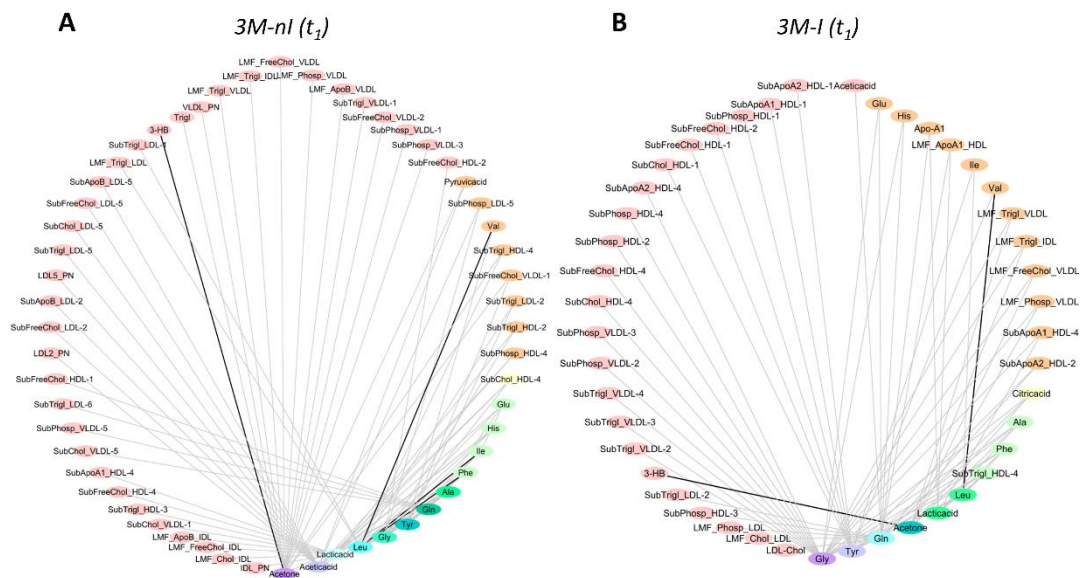 A
3M-nI (t1)
LMF_FreeChol_VLDL
LMF_Trigl_IDL
LMF_Phosp_VLDL
LMF_Trigl_VLDL
LMF_ApoB_VLDL
VLDL_PN
SubTrigl_VLDL-1
Trigl
SubFreeChol_VLDL-2
3-HB
SubPhosp_VLDL-1
SubTrigl_LDL-1
SubPhosp_VLDL-3
LMF_Trigl_LDL
SubFreeChol_HDL-2
SubApoB_LDL-5
Pyruvicacid
SubFreeChol_LDL-5
SubPhosp_LDL-5
SubChol_LDL-5
Val
SubTrigl_LDL-5
SubTrigl_HDL-4
LDL5_PN
SubFreeChol_VLDL-1
SubApoB_LDL-2
SubTrigl_LDL-2
SubFreeChol_LDL-2
SubTrigl_HDL-2
LDL2_PN
SubPhosp_HDL-4
SubFreeChol_HDL-1
SubChol_HDL-4
SubTrigl_LDL-6
Glu
SubPhosp_VLDL-5
His
SubChol_VLDL-5
Ile
SubApoA1_HDL-4
Phe
SubFreeChol_HDL-4
Ala
SubTrigl_HDL-3
Gln
SubChol_VLDL-1
Tyr
LMF_ApoB_IDL
Gly
LMF_FreeChol_IDL
Leu
LMF_Chol_IDL
Lacticacid
IDL_PN
Aceticacid
Acetone
B
3M-I (t1)
SubApoA2_HDL-1
Aceticacid
SubApoA1_HDL-1
Glu
SubPhosp_HDL-1
His
SubFreeChol_HDL-2
Apo-A1
SubFreeChol_HDL-1
LMF_ApoA1_HDL
SubChol_HDL-1
Ile
SubApoA2_HDL-4
Val
SubPhosp_HDL-4
LMF_Trigl_VLDL
SubPhosp_HDL-2
LMF_Trigl_IDL
SubFreeChol_HDL-4
LMF_FreeChol_VLDL
SubChol_HDL-4
LMF_Phosp_VLDL
SubPhosp_VLDL-3
SubApoA1_HDL-4
SubPhosp_VLDL-2
SubApoA2_HDL-2
SubTrigl_VLDL-4
Citricacid
SubTrigl_VLDL-3
Ala
SubTrigl_VLDL-2
Phe
3-HB
SubTrigl_HDL-4
SubTrigl_LDL-2
Leu
SubPhosp_HDL-3
Lacticacid
LMF_Phosp_LDL
Acetone
LMF_Chol_LDL
Gln
LDL-Chol
Tyr
Gly